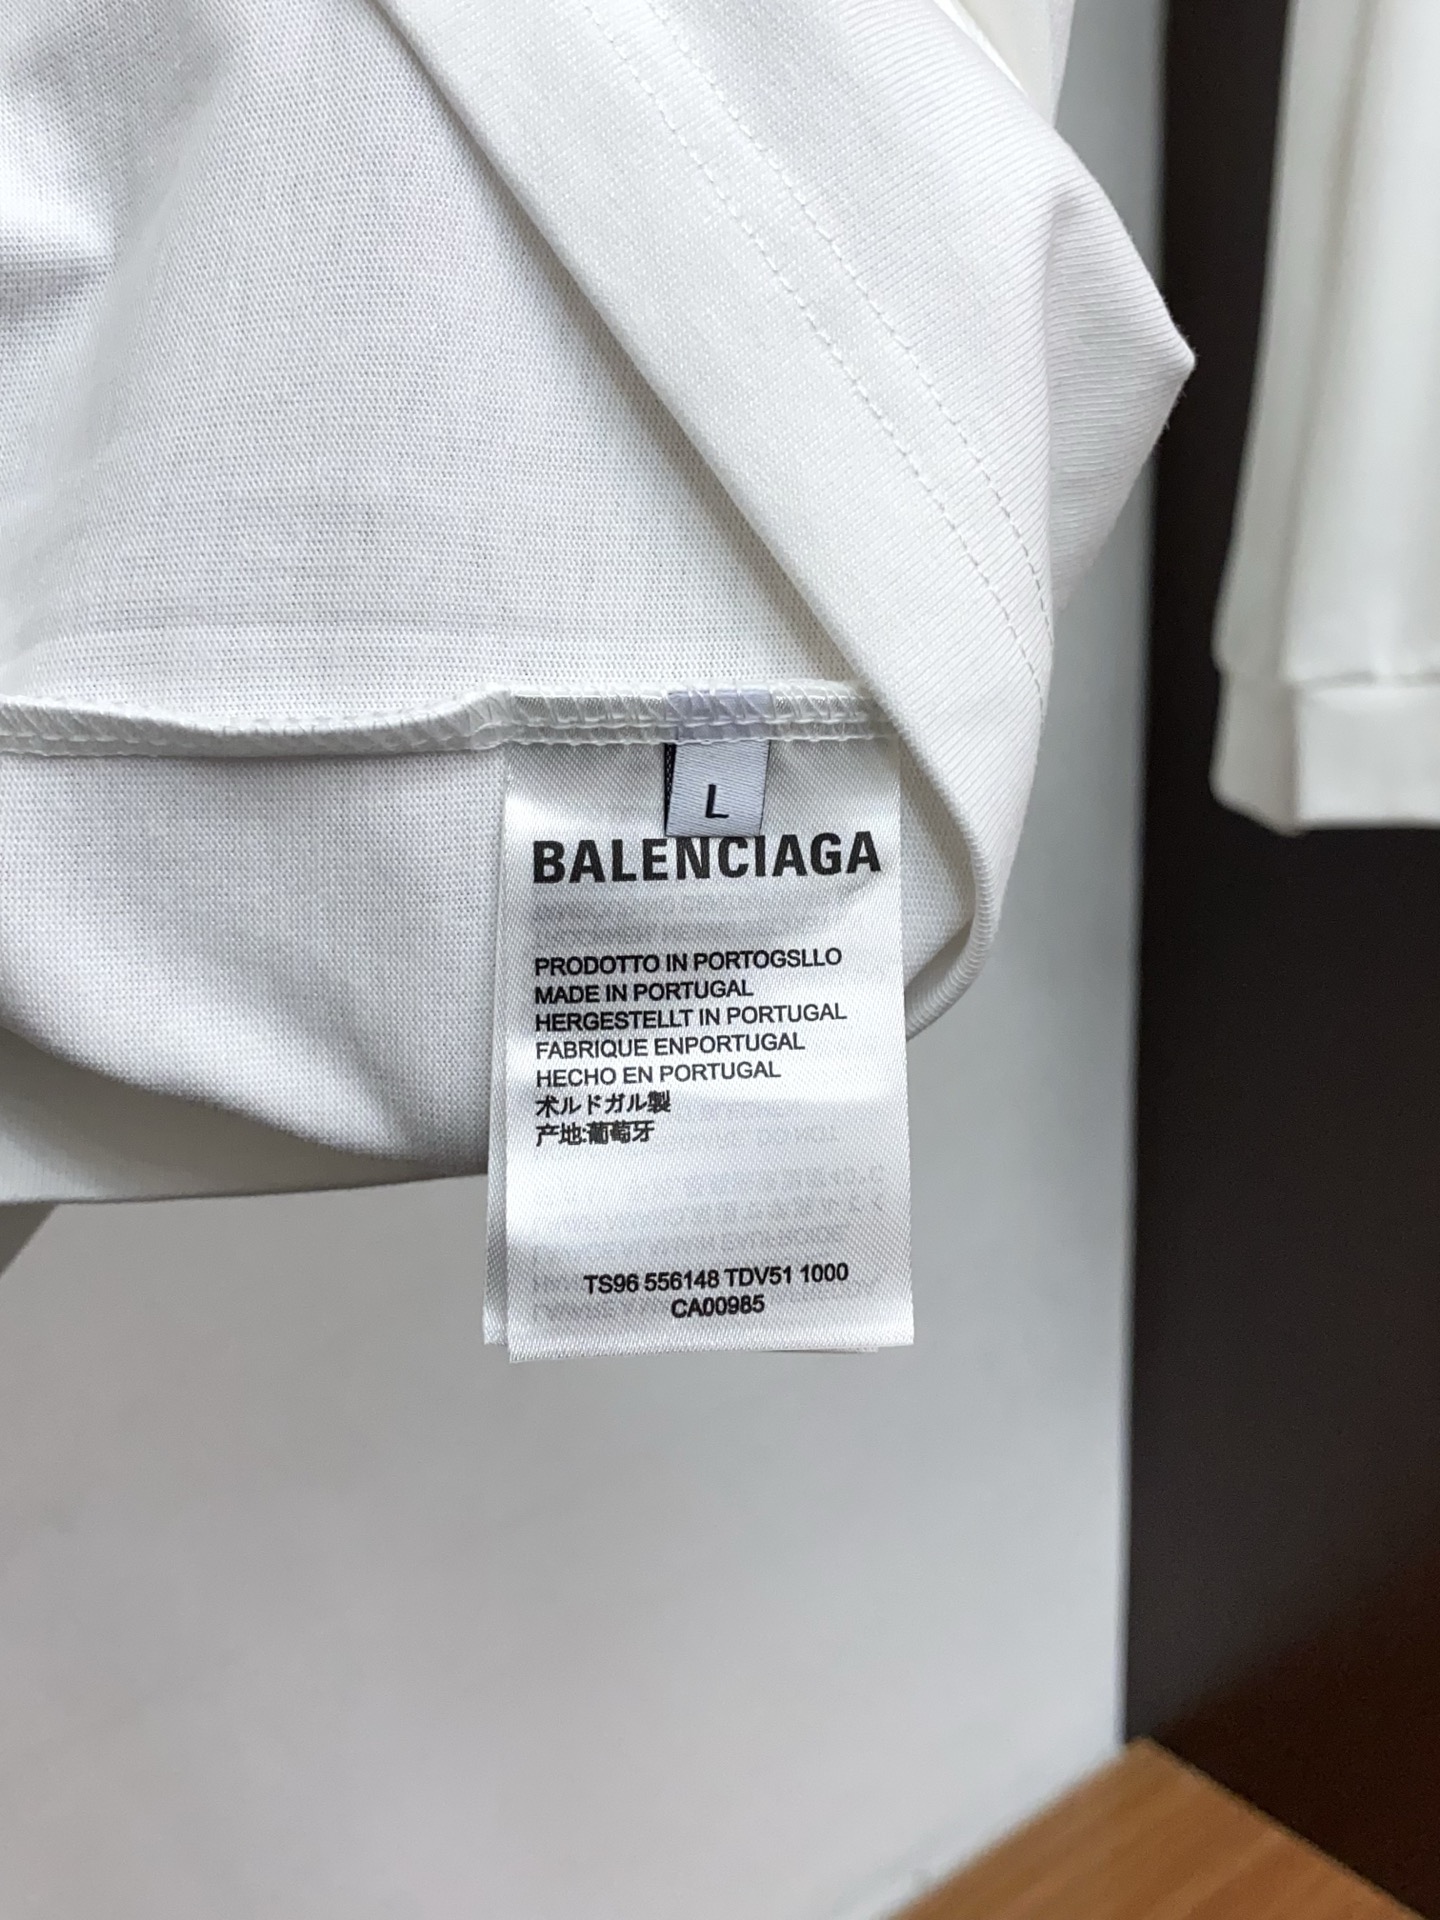 L
BALENCIAGA
PRODOTTO IN PORTOGSLLO
MADE IN PORTUGAL
HERGESTELLT IN PORTUGAL
FABRIQUE ENPORTUGAL
HECHO EN PORTUGAL
术ルドガル製
产地:葡萄牙
TS96 556148 TDV51 1000
CA00985